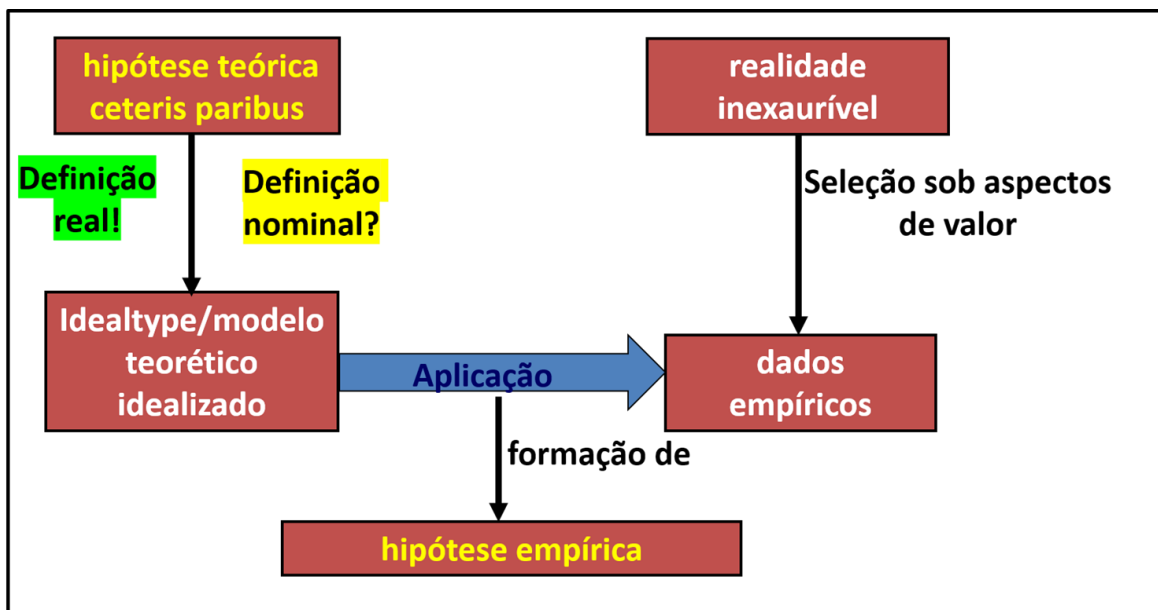 hipótese teórica
ceteris paribus
realidade
inexaurível
Definição
real!
Definição
nominal?
Seleção sob aspectos
de valor
Idealtype/modelo
teorético
idealizado
Aplicação
dados
empíricos
formação de
hipótese empírica